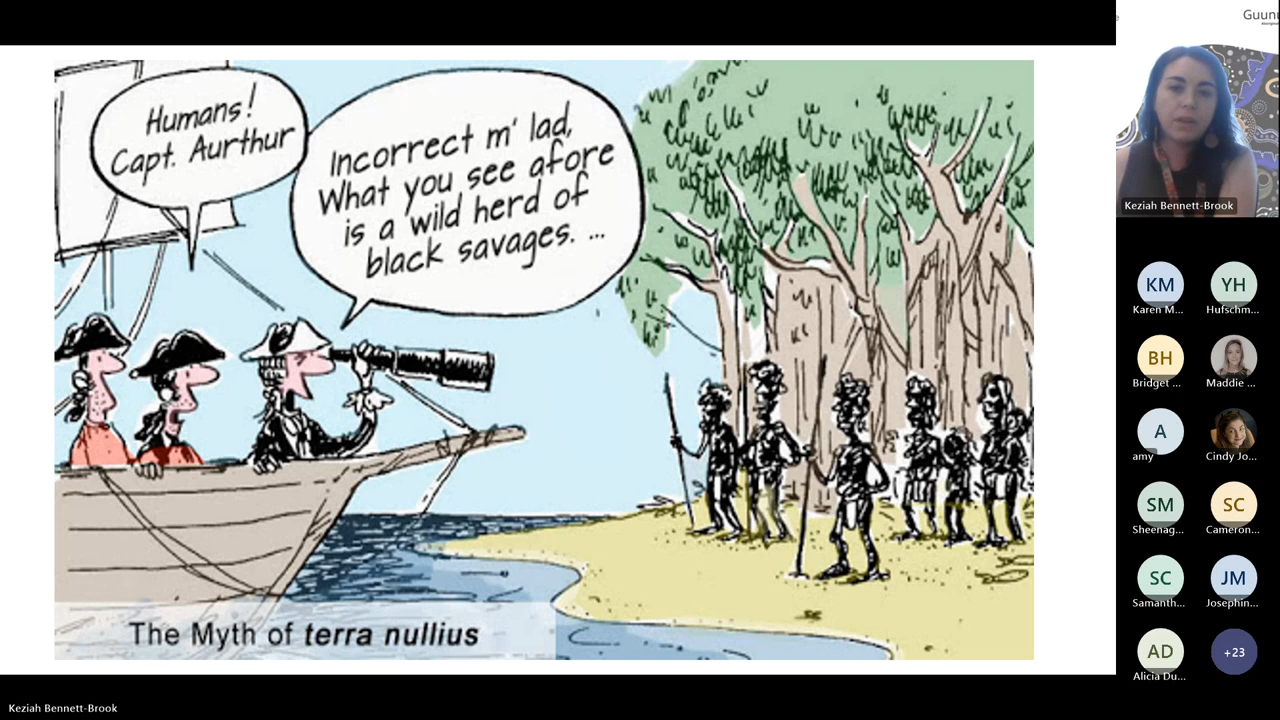 Humans!
Capt. Aurthur
Incorrect m' lad,
What you see afore
is a wild herd of
black savages. ...
The Myth of terra nullius
Keziah Bennett-Brook
KM
Karen M...
YH
Hufschm...
BH
Bridget ...
Maddie ...
A
amy
Cindy Jo...
SM
Sheenag...
SC
Cameron...
SC
Samanth...
JM
Josephin...
AD
Alicia Du...
+23
Keziah Bennett-Brook